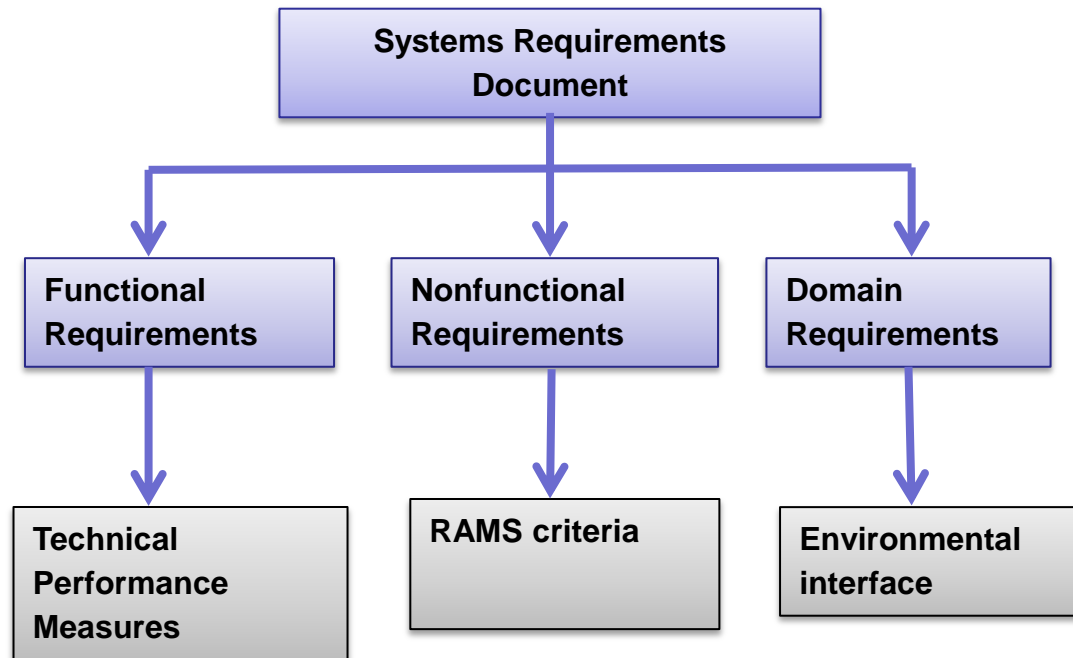 Systems Requirements
Document
Functional
Requirements
Nonfunctional
Requirements
Domain
Requirements
Technical
Performance
Measures
RAMS criteria
Environmental
interface